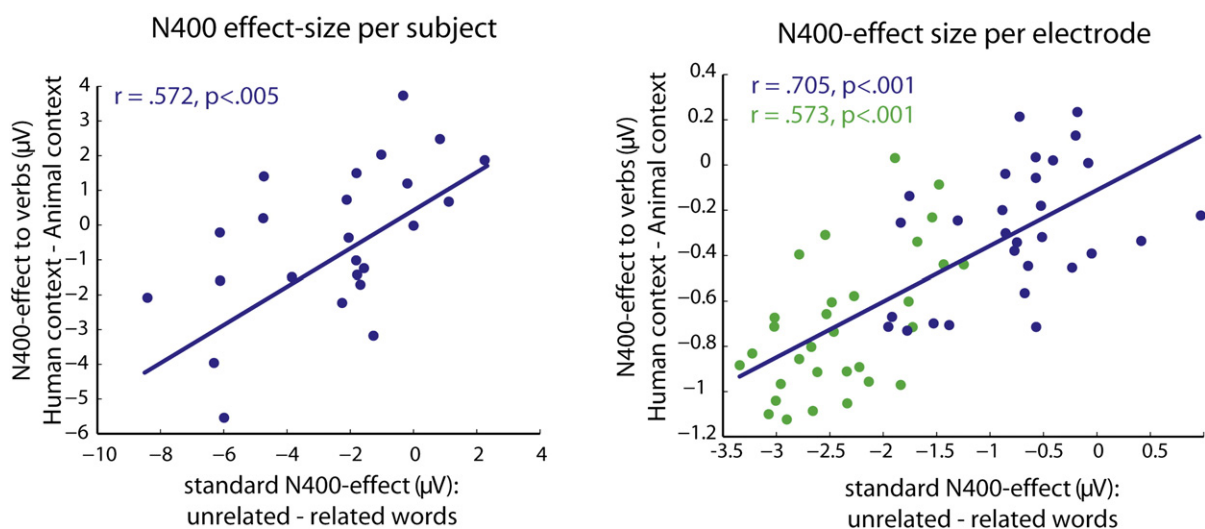 N400 effect-size per subject
r = .572, p<.005
N400-effect to verbs (µV)
Human context - Animal context
4
3
2
1
0
−1
−2
−3
−4
−5
−6
−10
−8
−6
−4
−2
0
2
4
standard N400-effect (µV):
unrelated - related words
N400-effect size per electrode
r = .705, p<.001
r = .573, p<.001
N400-effect to verbs (µV)
Human context - Animal context
0.4
0.2
0
−0.2
−0.4
−0.6
−0.8
−1
−1.2
−3.5
−3
−2.5
−2
−1.5
−1
−0.5
0
0.5
standard N400-effect (µV):
unrelated - related words